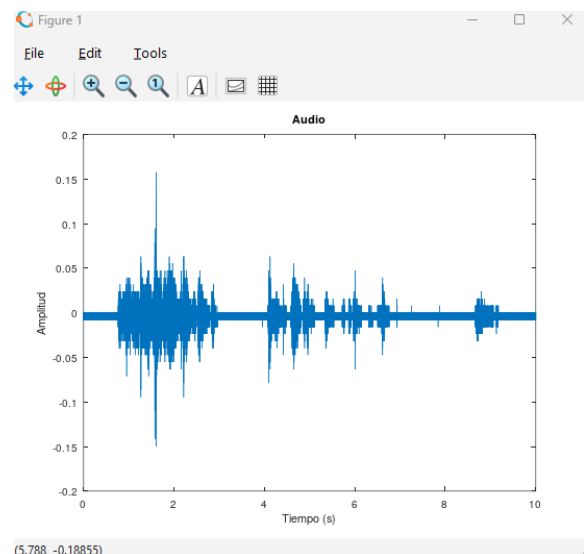 Figure 1
File Edit Tools
A
Audio
0.2
0.15
0.1
0.05
0
-0.05
-0.1
-0.15
-0.2
Amplitud
0 2 4 6 8 10
Tiempo (s)
(5.788, -0.18855)